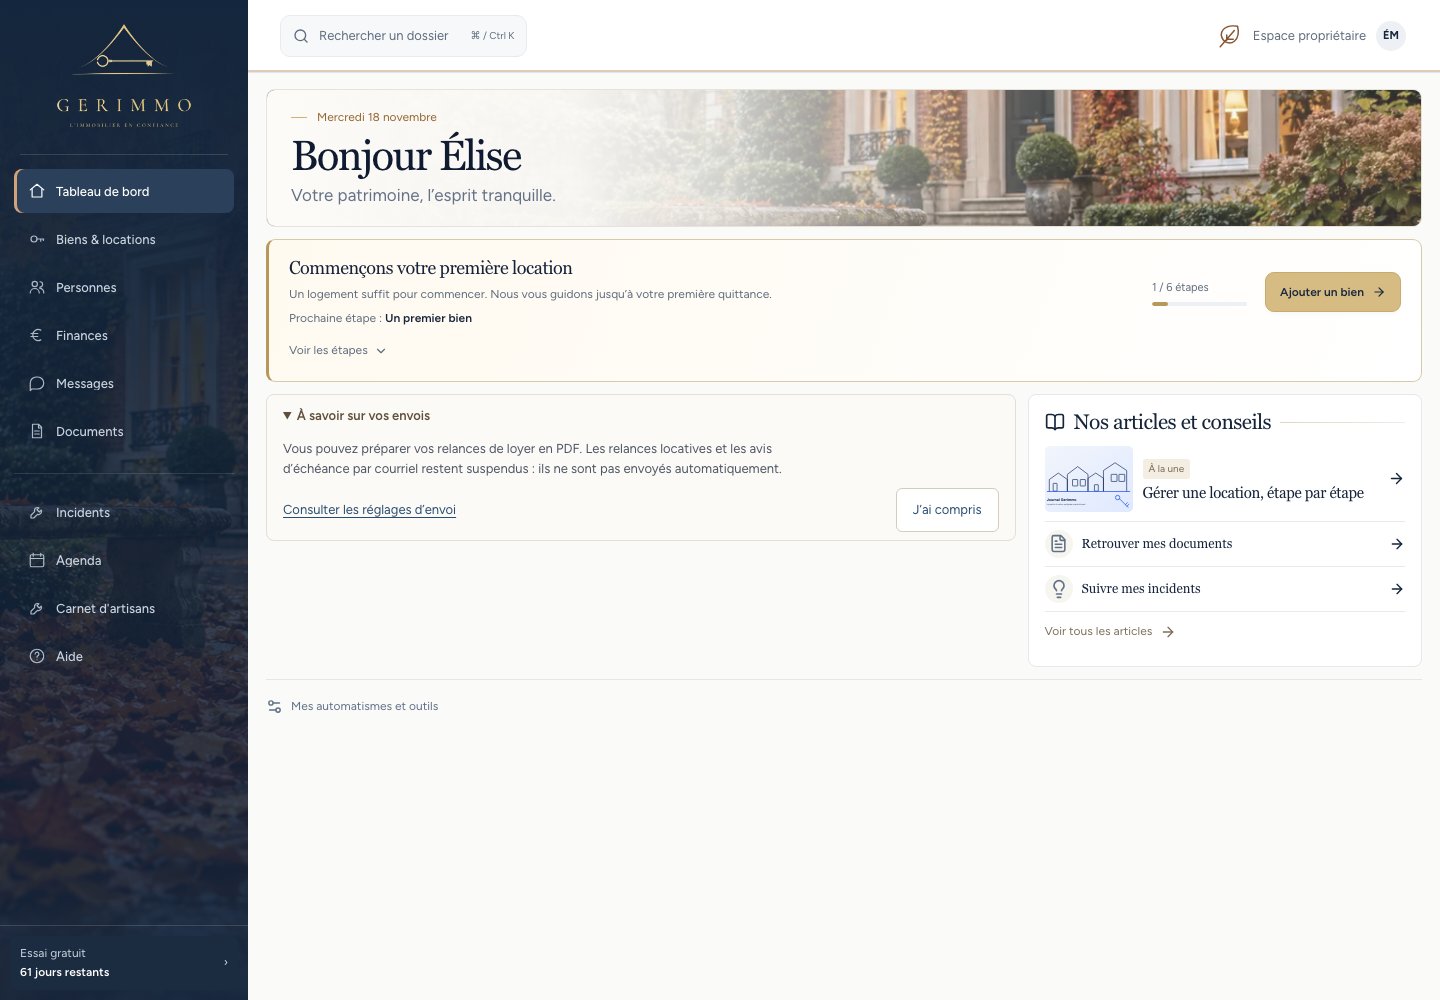 GERIMMO
L'IMMOBILIER EN CONFIANCE
Tableau de bord
Biens & locations
Personnes
Finances
Messages
Documents
Incidents
Agenda
Carnet d'artisans
Aide
Essai gratuit
61 jours restants
Rechercher un dossier
⌘ / Ctrl K
Espace propriétaire
ÉM
Mercredi 18 novembre
Bonjour Élise
Votre patrimoine, l'esprit tranquille.
Commençons votre première location
Un logement suffit pour commencer. Nous vous guidons jusqu'à votre première quittance.
Prochaine étape : Un premier bien
Voir les étapes
1 / 6 étapes
Ajouter un bien
À savoir sur vos envois
Vous pouvez préparer vos relances de loyer en PDF. Les relances locatives et les avis
d'échéance par courriel restent suspendus : ils ne sont pas envoyés automatiquement.
Consulter les réglages d'envoi
J'ai compris
Nos articles et conseils
Journal Gerimmo
À la une
Gérer une location, étape par étape
Retrouver mes documents
Suivre mes incidents
Voir tous les articles
Mes automatismes et outils